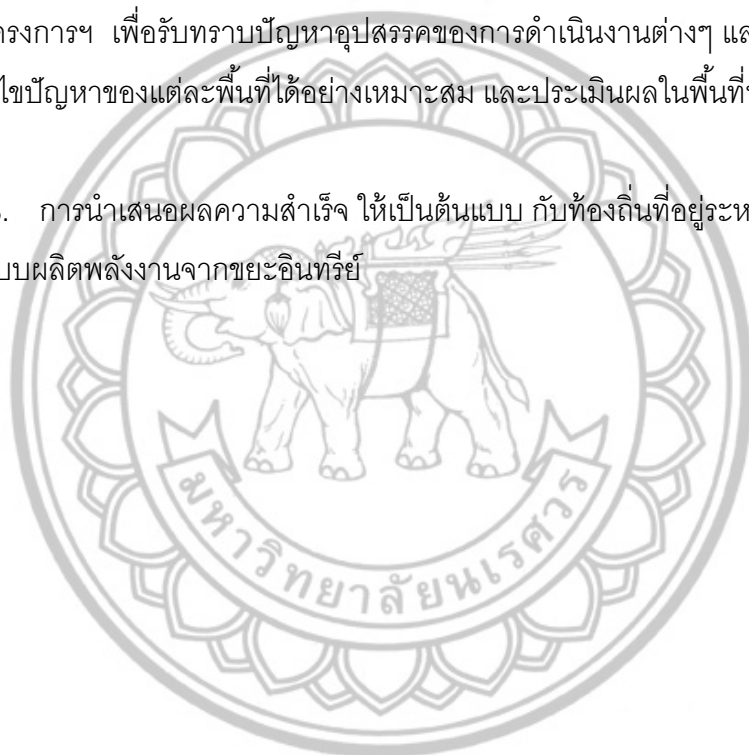 ครงการฯ เพื่อรับทราบปัญหาอุปสรรคของการดำเนินงานต่างๆ
ไขปัญหาของแต่ละพื้นที่ได้อย่างเหมาะสม และประเมินผลในพื้นที่
การนำเสนอผลความสำเร็จ ให้เป็นต้นแบบ กับท้องถิ่นที่อยู่ระห
บบผลิตพลังงานจากขยะอินทรีย์
มหาวิทยาลัยนเรศวร